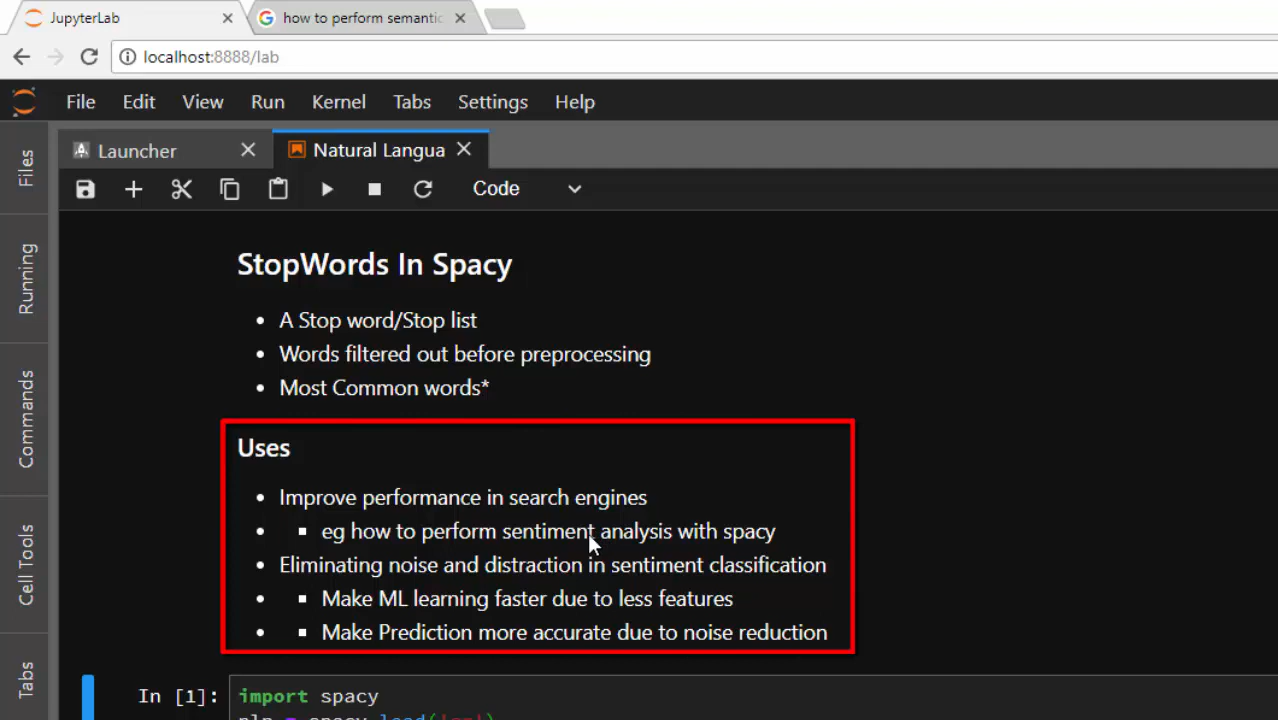 JupyterLab
how to perform semantic
localhost:8888/lab
File Edit View Run Kernel Tabs Settings Help
Launcher
Natural Langua
Code
Files
Running
Commands
Cell Tools
Tabs
StopWords In Spacy
• A Stop word/Stop list
• Words filtered out before preprocessing
• Most Common words*
Uses
• Improve performance in search engines
• ▪ eg how to perform sentiment analysis with spacy
• Eliminating noise and distraction in sentiment classification
• ▪ Make ML learning faster due to less features
• ▪ Make Prediction more accurate due to noise reduction
In [1]: import spacy
nlp = spacy.load(